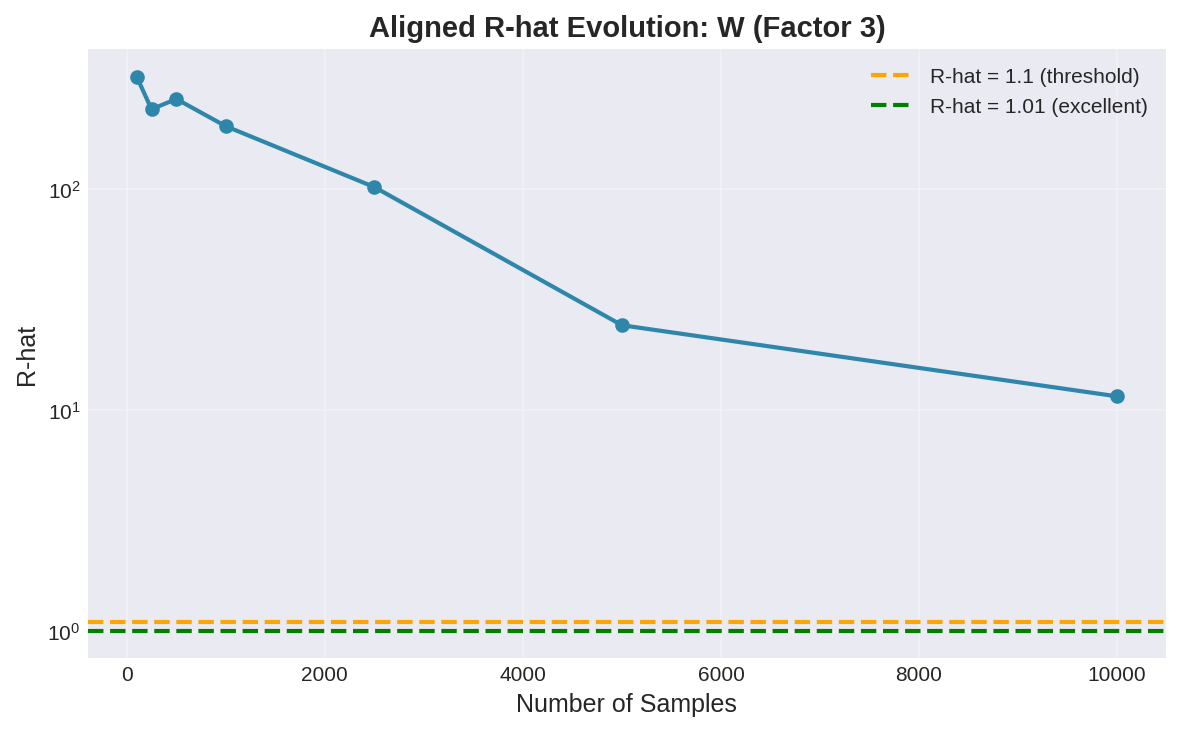 Aligned R-hat Evolution: W (Factor 3)
R-hat = 1.1 (threshold)
R-hat = 1.01 (excellent)
R-hat
10²
10¹
10⁰
0 2000 4000 6000 8000 10000
Number of Samples